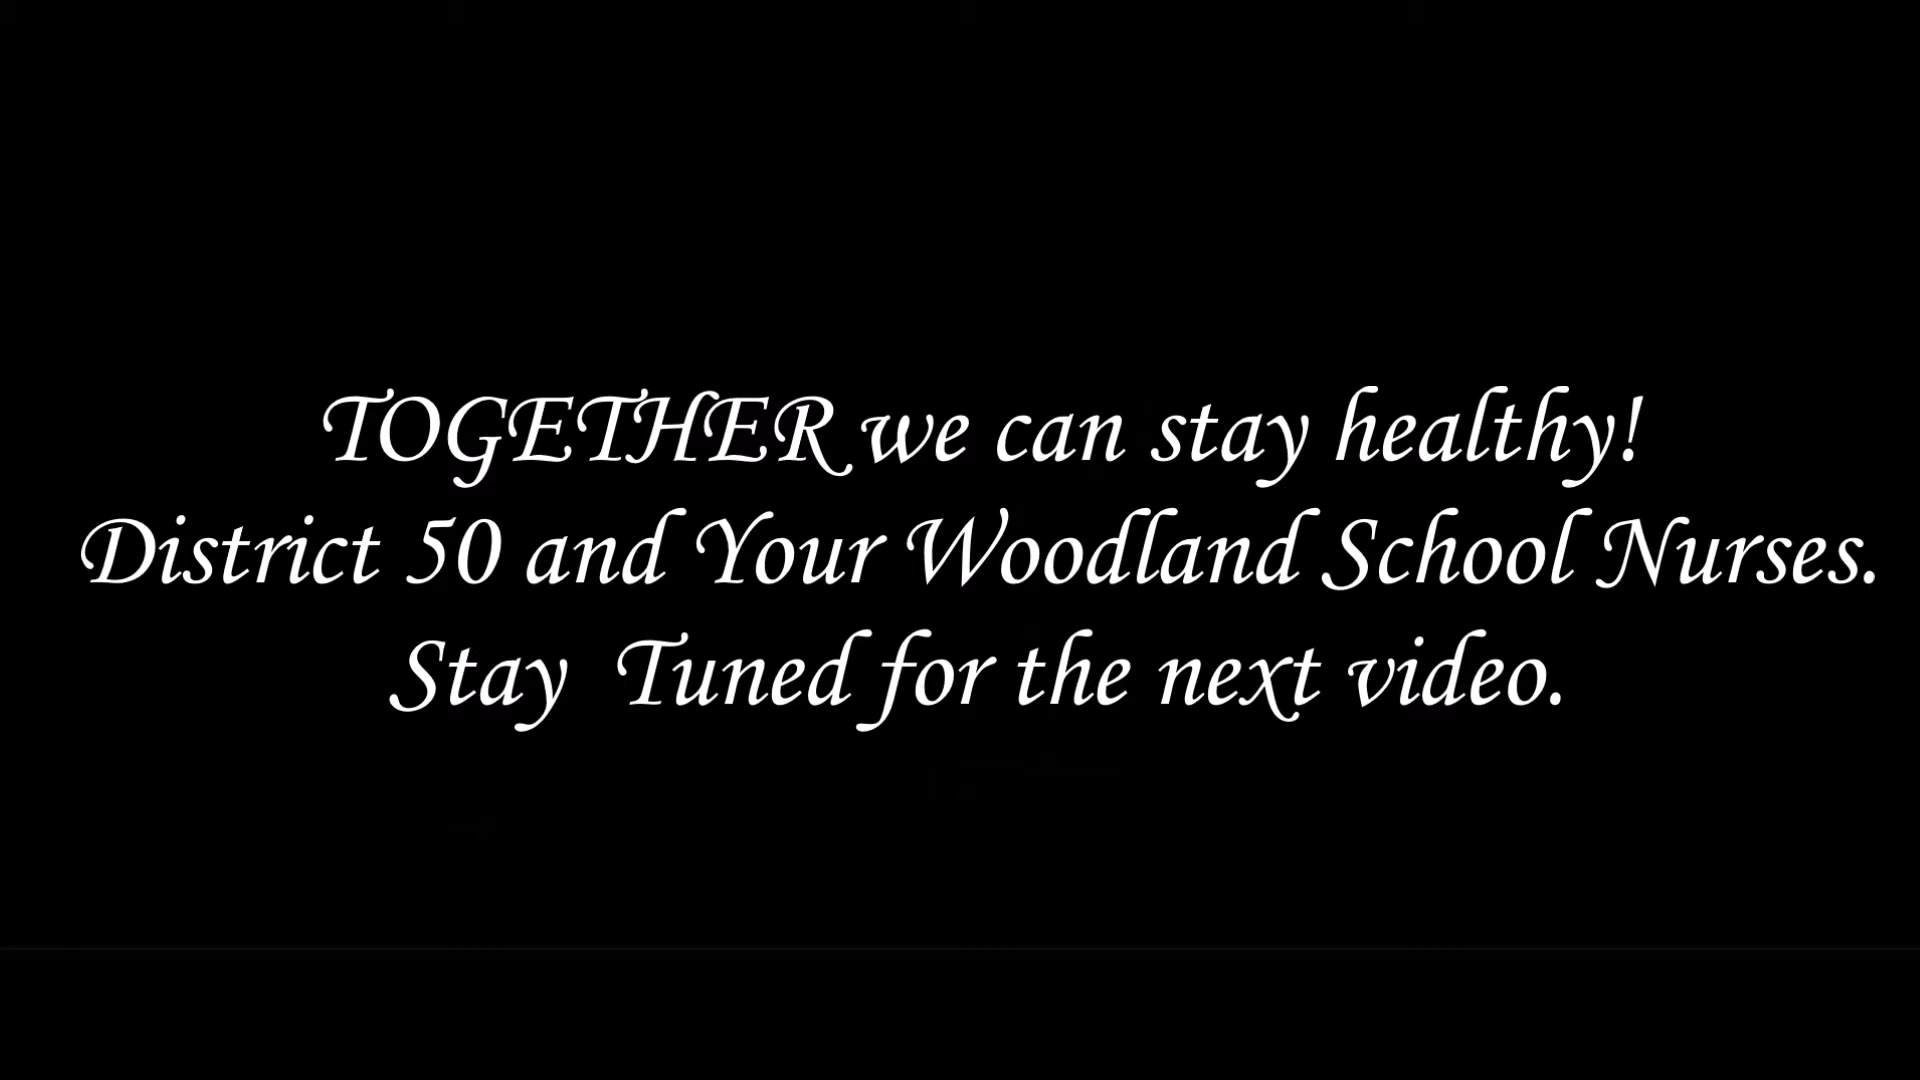 TOGETHER we can stay healthy!
District 50 and Your Woodland School Nurses.
Stay  Tuned for the next video.